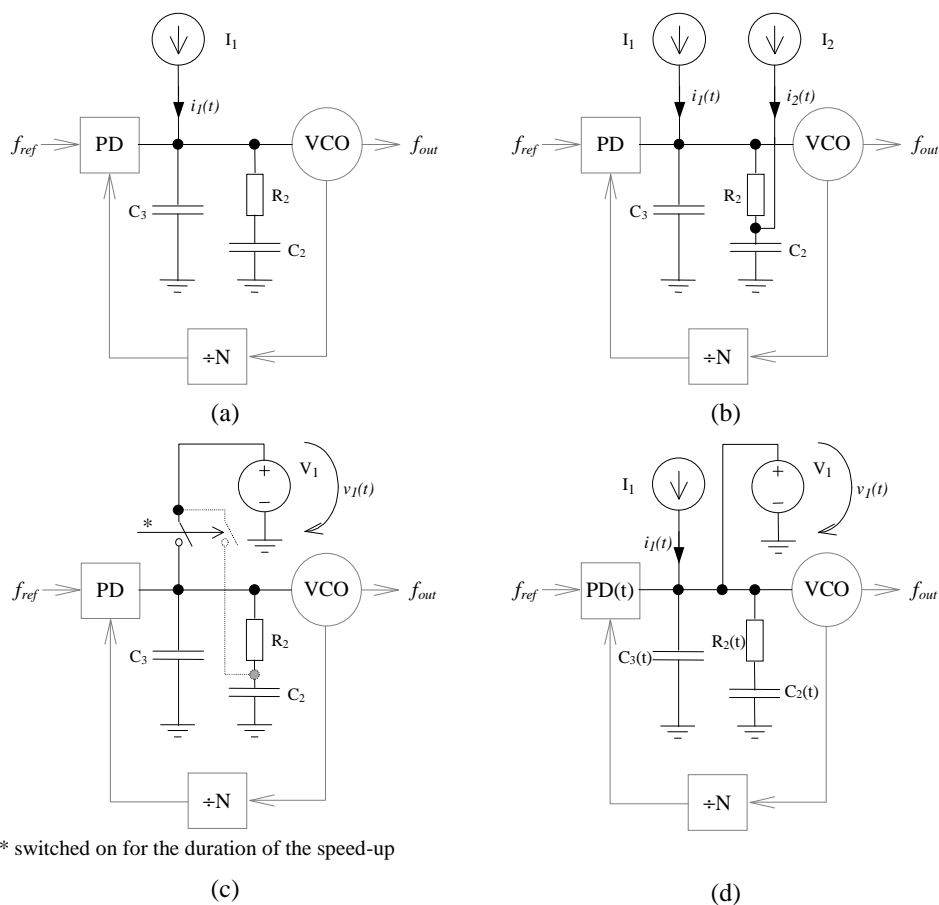 I1
i1(t)
fref
PD
VCO
fout
C3
R2
C2
÷N
(a)
I1
I2
i1(t)
i2(t)
fref
PD
VCO
fout
C3
R2
C2
÷N
(b)
+
–
V1
v1(t)
*
fref
PD
VCO
fout
C3
R2
C2
÷N
* switched on for the duration of the speed-up
(c)
I1
+
–
V1
v1(t)
i1(t)
fref
PD(t)
VCO
fout
C3(t)
R2(t)
C2(t)
÷N
(d)